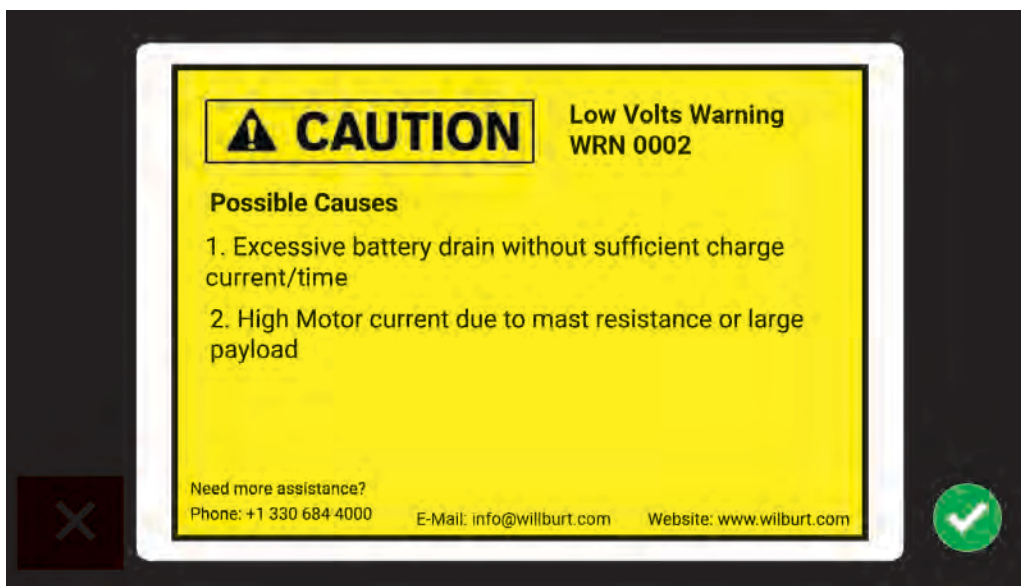 CAUTION
Low Volts Warning
WRN 0002
Possible Causes
1. Excessive battery drain without sufficient charge
current/time
2. High Motor current due to mast resistance or large
payload
Need more assistance?
Phone: +1 330 684 4000
E-Mail: info@willburt.com
Website: www.wilburt.com